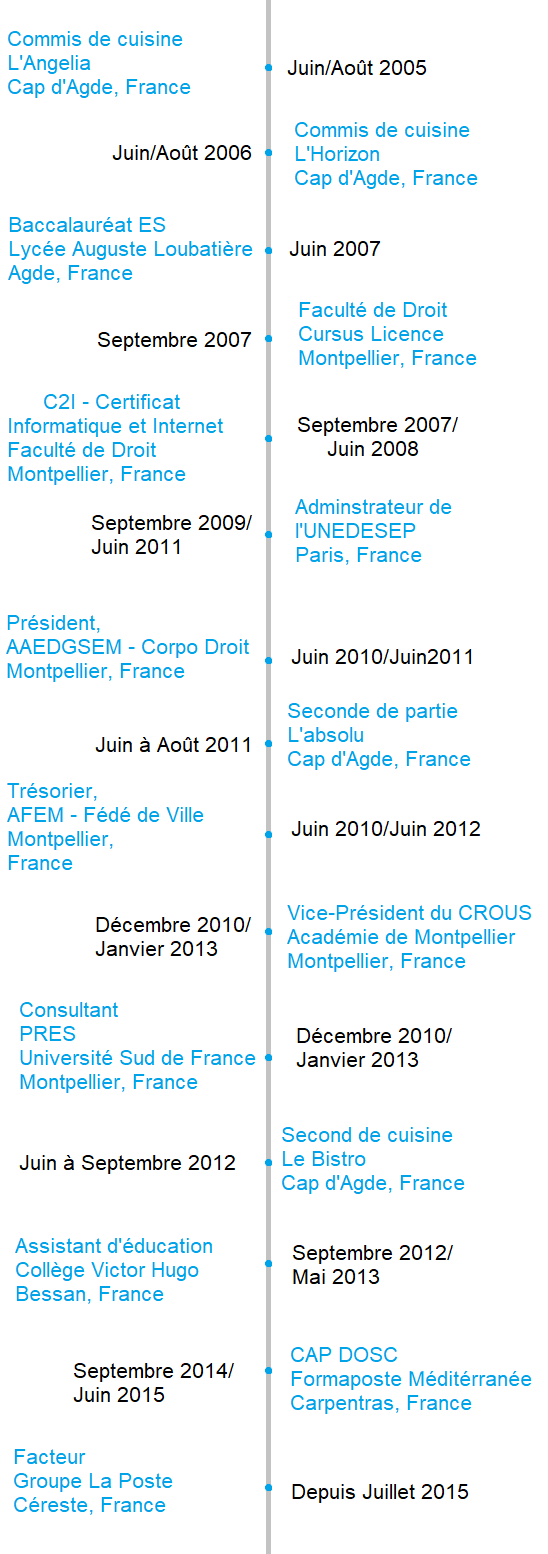 Commis de cuisine
L'Angelia
Cap d'Agde, France
Juin/Août 2005
Juin/Août 2006
Commis de cuisine
L'Horizon
Cap d'Agde, France
Baccalauréat ES
Lycée Auguste Loubatière
Agde, France
Juin 2007
Septembre 2007
Faculté de Droit
Cursus Licence
Montpellier, France
C2I - Certificat
Informatique et Internet
Faculté de Droit
Montpellier, France
Septembre 2007/
Juin 2008
Septembre 2009/
Juin 2011
Adminstrateur de
l'UNEDESEP
Paris, France
Président,
AAEDGSEM - Corpo Droit
Montpellier, France
Juin 2010/Juin2011
Juin à Août 2011
Seconde de partie
L'absolu
Cap d'Agde, France
Trésorier,
AFEM - Fédé de Ville
Montpellier,
France
Juin 2010/Juin 2012
Décembre 2010/
Janvier 2013
Vice-Président du CROUS
Académie de Montpellier
Montpellier, France
Consultant
PRES
Université Sud de France
Montpellier, France
Décembre 2010/
Janvier 2013
Juin à Septembre 2012
Second de cuisine
Le Bistro
Cap d'Agde, France
Assistant d'éducation
Collège Victor Hugo
Bessan, France
Septembre 2012/
Mai 2013
Septembre 2014/
Juin 2015
CAP DOSC
Formaposte Méditérranée
Carpentras, France
Facteur
Groupe La Poste
Céreste, France
Depuis Juillet 2015